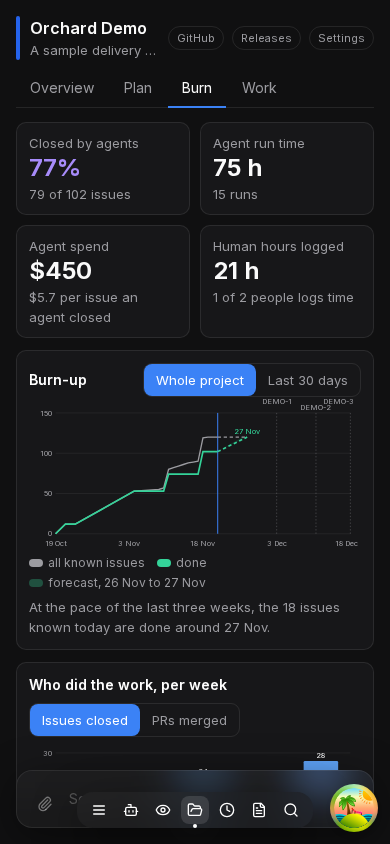 Orchard Demo
A sample delivery ...
GitHub
Releases
Settings
Overview
Plan
Burn
Work
Closed by agents
77%
79 of 102 issues
Agent run time
75 h
15 runs
Agent spend
$450
$5.7 per issue an
agent closed
Human hours logged
21 h
1 of 2 people logs time
Burn-up
Whole project
Last 30 days
DEMO-1
DEMO-2
DEMO-3
150
100
50
0
27 Nov
19 Oct
3 Nov
18 Nov
3 Dec
18 Dec
all known issues
done
forecast, 26 Nov to 27 Nov
At the pace of the last three weeks, the 18 issues
known today are done around 27 Nov.
Who did the work, per week
Issues closed
PRs merged
30
28